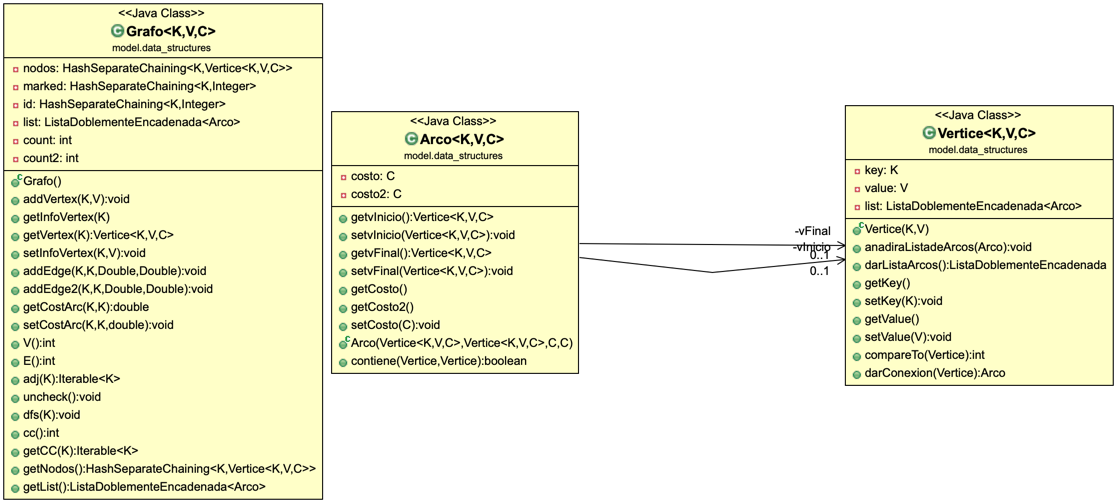 <<Java Class>>
Grafo<K,V,C>
model.data_structures
nodos: HashSeparateChaining<K,Vertice<K,V,C>>
marked: HashSeparateChaining<K,Integer>
id: HashSeparateChaining<K,Integer>
list: ListaDoblementeEncadenada<Arco>
count: int
count2: int
Grafo()
addVertex(K,V):void
getInfoVertex(K)
getVertex(K):Vertice<K,V,C>
setInfoVertex(K,V):void
addEdge(K,K,Double,Double):void
addEdge2(K,K,Double,Double):void
getCostArc(K,K):double
setCostArc(K,K,double):void
V():int
E():int
adj(K):Iterable<K>
uncheck():void
dfs(K):void
cc():int
getCC(K):Iterable<K>
getNodos():HashSeparateChaining<K,Vertice<K,V,C>>
getList():ListaDoblementeEncadenada<Arco>
<<Java Class>>
Arco<K,V,C>
model.data_structures
costo: C
costo2: C
getvInicio():Vertice<K,V,C>
setvInicio(Vertice<K,V,C>):void
getvFinal():Vertice<K,V,C>
setvFinal(Vertice<K,V,C>):void
getCosto()
getCosto2()
setCosto(C):void
Arco(Vertice<K,V,C>,Vertice<K,V,C>,C,C)
contiene(Vertice,Vertice):boolean
-vFinal
-vInicio
0..1
0..1
<<Java Class>>
Vertice<K,V,C>
model.data_structures
key: K
value: V
list: ListaDoblementeEncadenada<Arco>
Vertice(K,V)
anadiraListadeArcos(Arco):void
darListaArcos():ListaDoblementeEncadenada
getKey()
setKey(K):void
getValue()
setValue(V):void
compareTo(Vertice):int
darConexion(Vertice):Arco